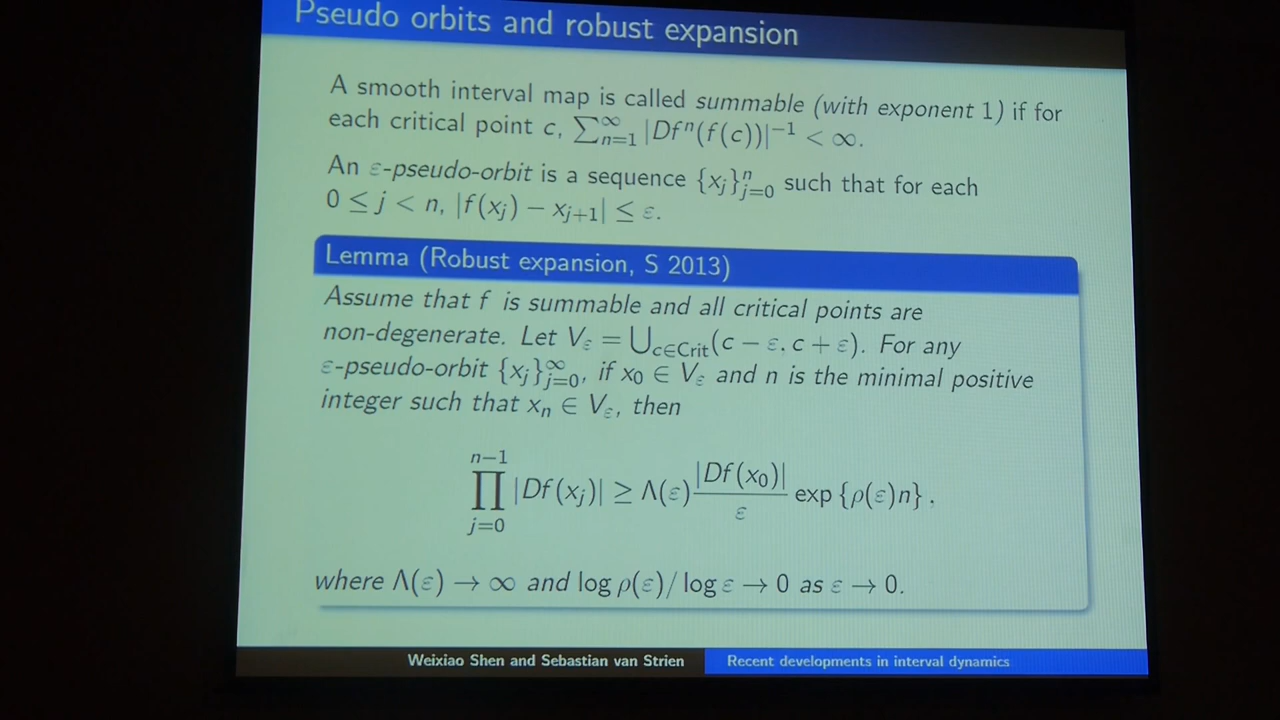 Pseudo orbits and robust expansion
A smooth interval map is called summable (with exponent 1) if for
each critical point c, ∑_{n=1}^{∞} |Df^n(f(c))|^{-1} < ∞.
An ε-pseudo-orbit is a sequence {x_j}_{j=0}^{n} such that for each
0 ≤ j < n, |f(x_j) − x_{j+1}| ≤ ε.
Lemma (Robust expansion, S 2013)
Assume that f is summable and all critical points are
non-degenerate. Let V_ε = ⋃_{c∈Crit}(c − ε, c + ε). For any
ε-pseudo-orbit {x_j}_{j=0}^{∞}, if x_0 ∈ V_ε and n is the minimal positive
integer such that x_n ∈ V_ε, then
∏_{j=0}^{n−1} |Df(x_j)| ≥ Λ(ε) |Df(x_0)|/ε exp {ρ(ε)n} ,
where Λ(ε) → ∞ and log ρ(ε)/ log ε → 0 as ε → 0.
Weixiao Shen and Sebastian van Strien Recent developments in interval dynamics